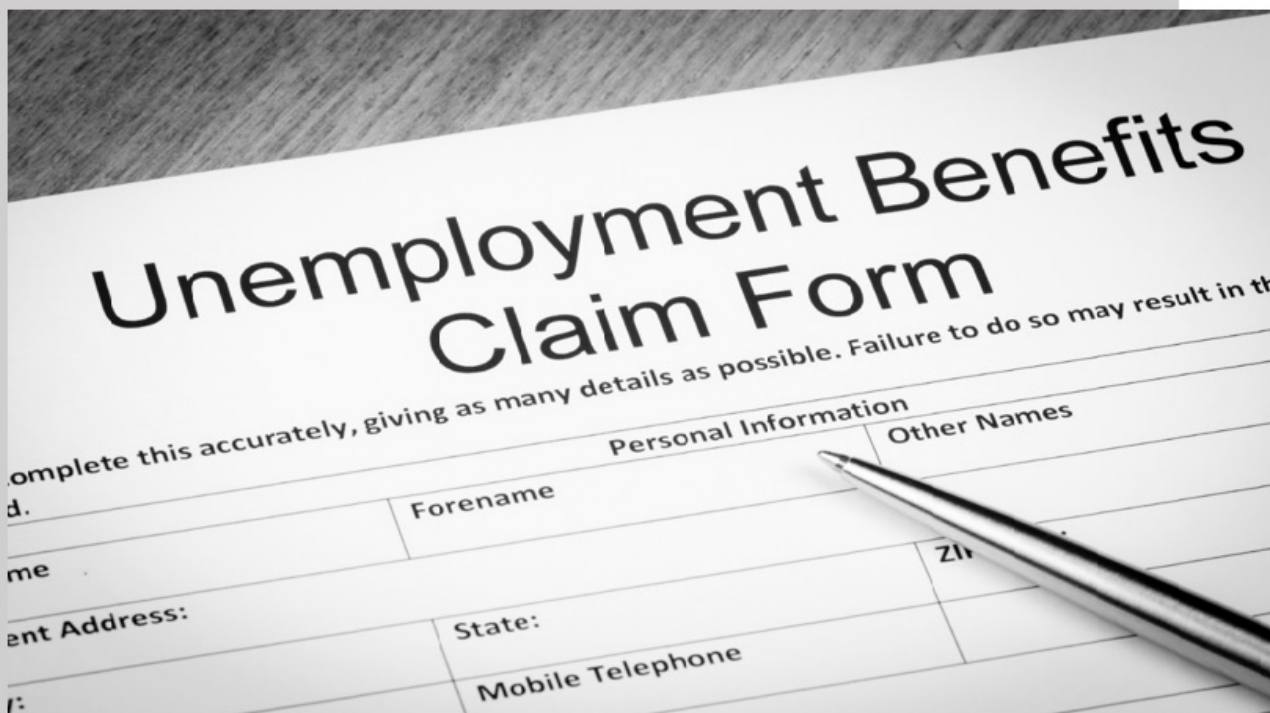 Unemployment Benefits
Claim Form
omplete this accurately, giving as many details as possible. Failure to do so may result in th
d.
Personal Information
me
Forename
Other Names
ent Address:
State:
ZI
y:
Mobile Telephone